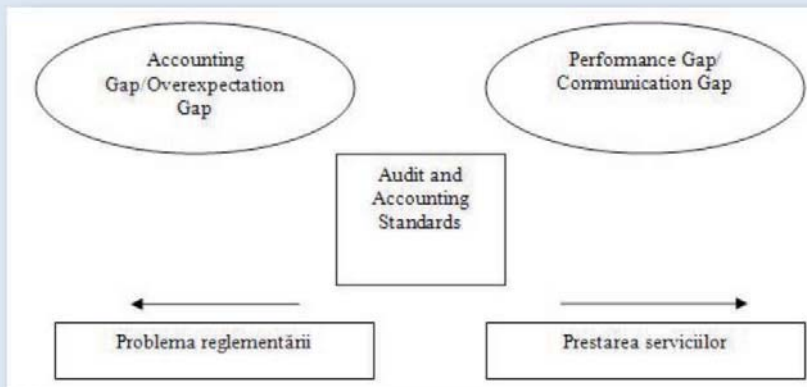 Accounting
Gap/Overexpectation
Gap
Performance Gap/
Communication Gap
Audit and
Accounting
Standards
Problema reglementării
Prestarea serviciilor